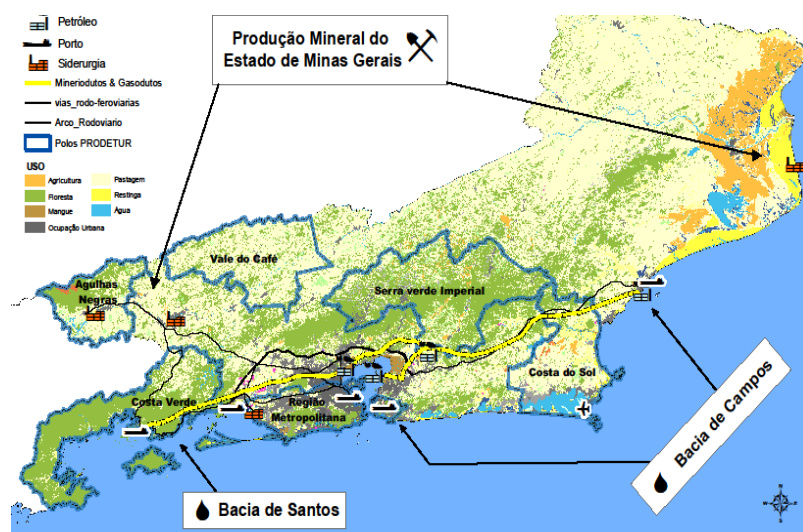 Petróleo
Porto
Siderurgia
Mineriodutos & Gasodutos
vias_rodo-feroviarias
Arco_Rodoviario
Polos PRODETUR
USO
Agricultura
Pastagem
Floresta
Restinga
Mangue
Água
Ocupação Urbana
Produção Mineral do
Estado de Minas Gerais
Vale do Café
Agulhas
Negras
Serra verde Imperial
Costa do Sol
Costa Verde
Região
Metropolitana
Bacia de Campos
Bacia de Santos
N
W
E
S